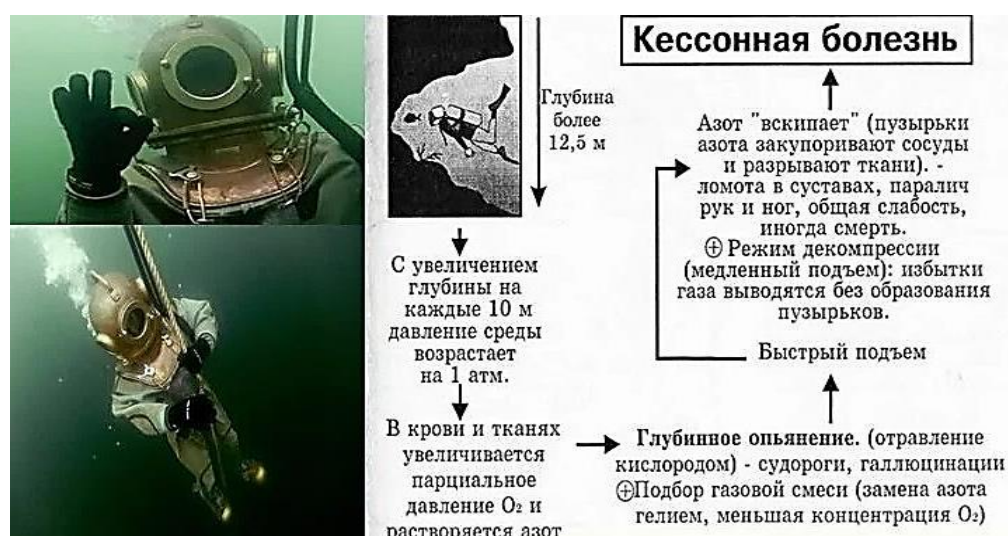 Кессонная болезнь
Глубина
более
12,5 м
Азот "вскипает" (пузырьки
азота закупоривают сосуды
и разрывают ткани). -
ломота в суставах, паралич
рук и ног, общая слабость,
иногда смерть.
⊕ Режим декомпрессии
(медленный подъем): избытки
газа выводятся без образования
пузырьков.
С увеличением
глубины на
каждые 10 м
давление среды
возрастает
на 1 атм.
Быстрый подъем
В крови и тканях
увеличивается
парциальное
давление O₂ и
растворяется азот
Глубинное опьянение. (отравление
кислородом) - судороги, галлюцинации
⊕Подбор газовой смеси (замена азота
гелием, меньшая концентрация O₂)